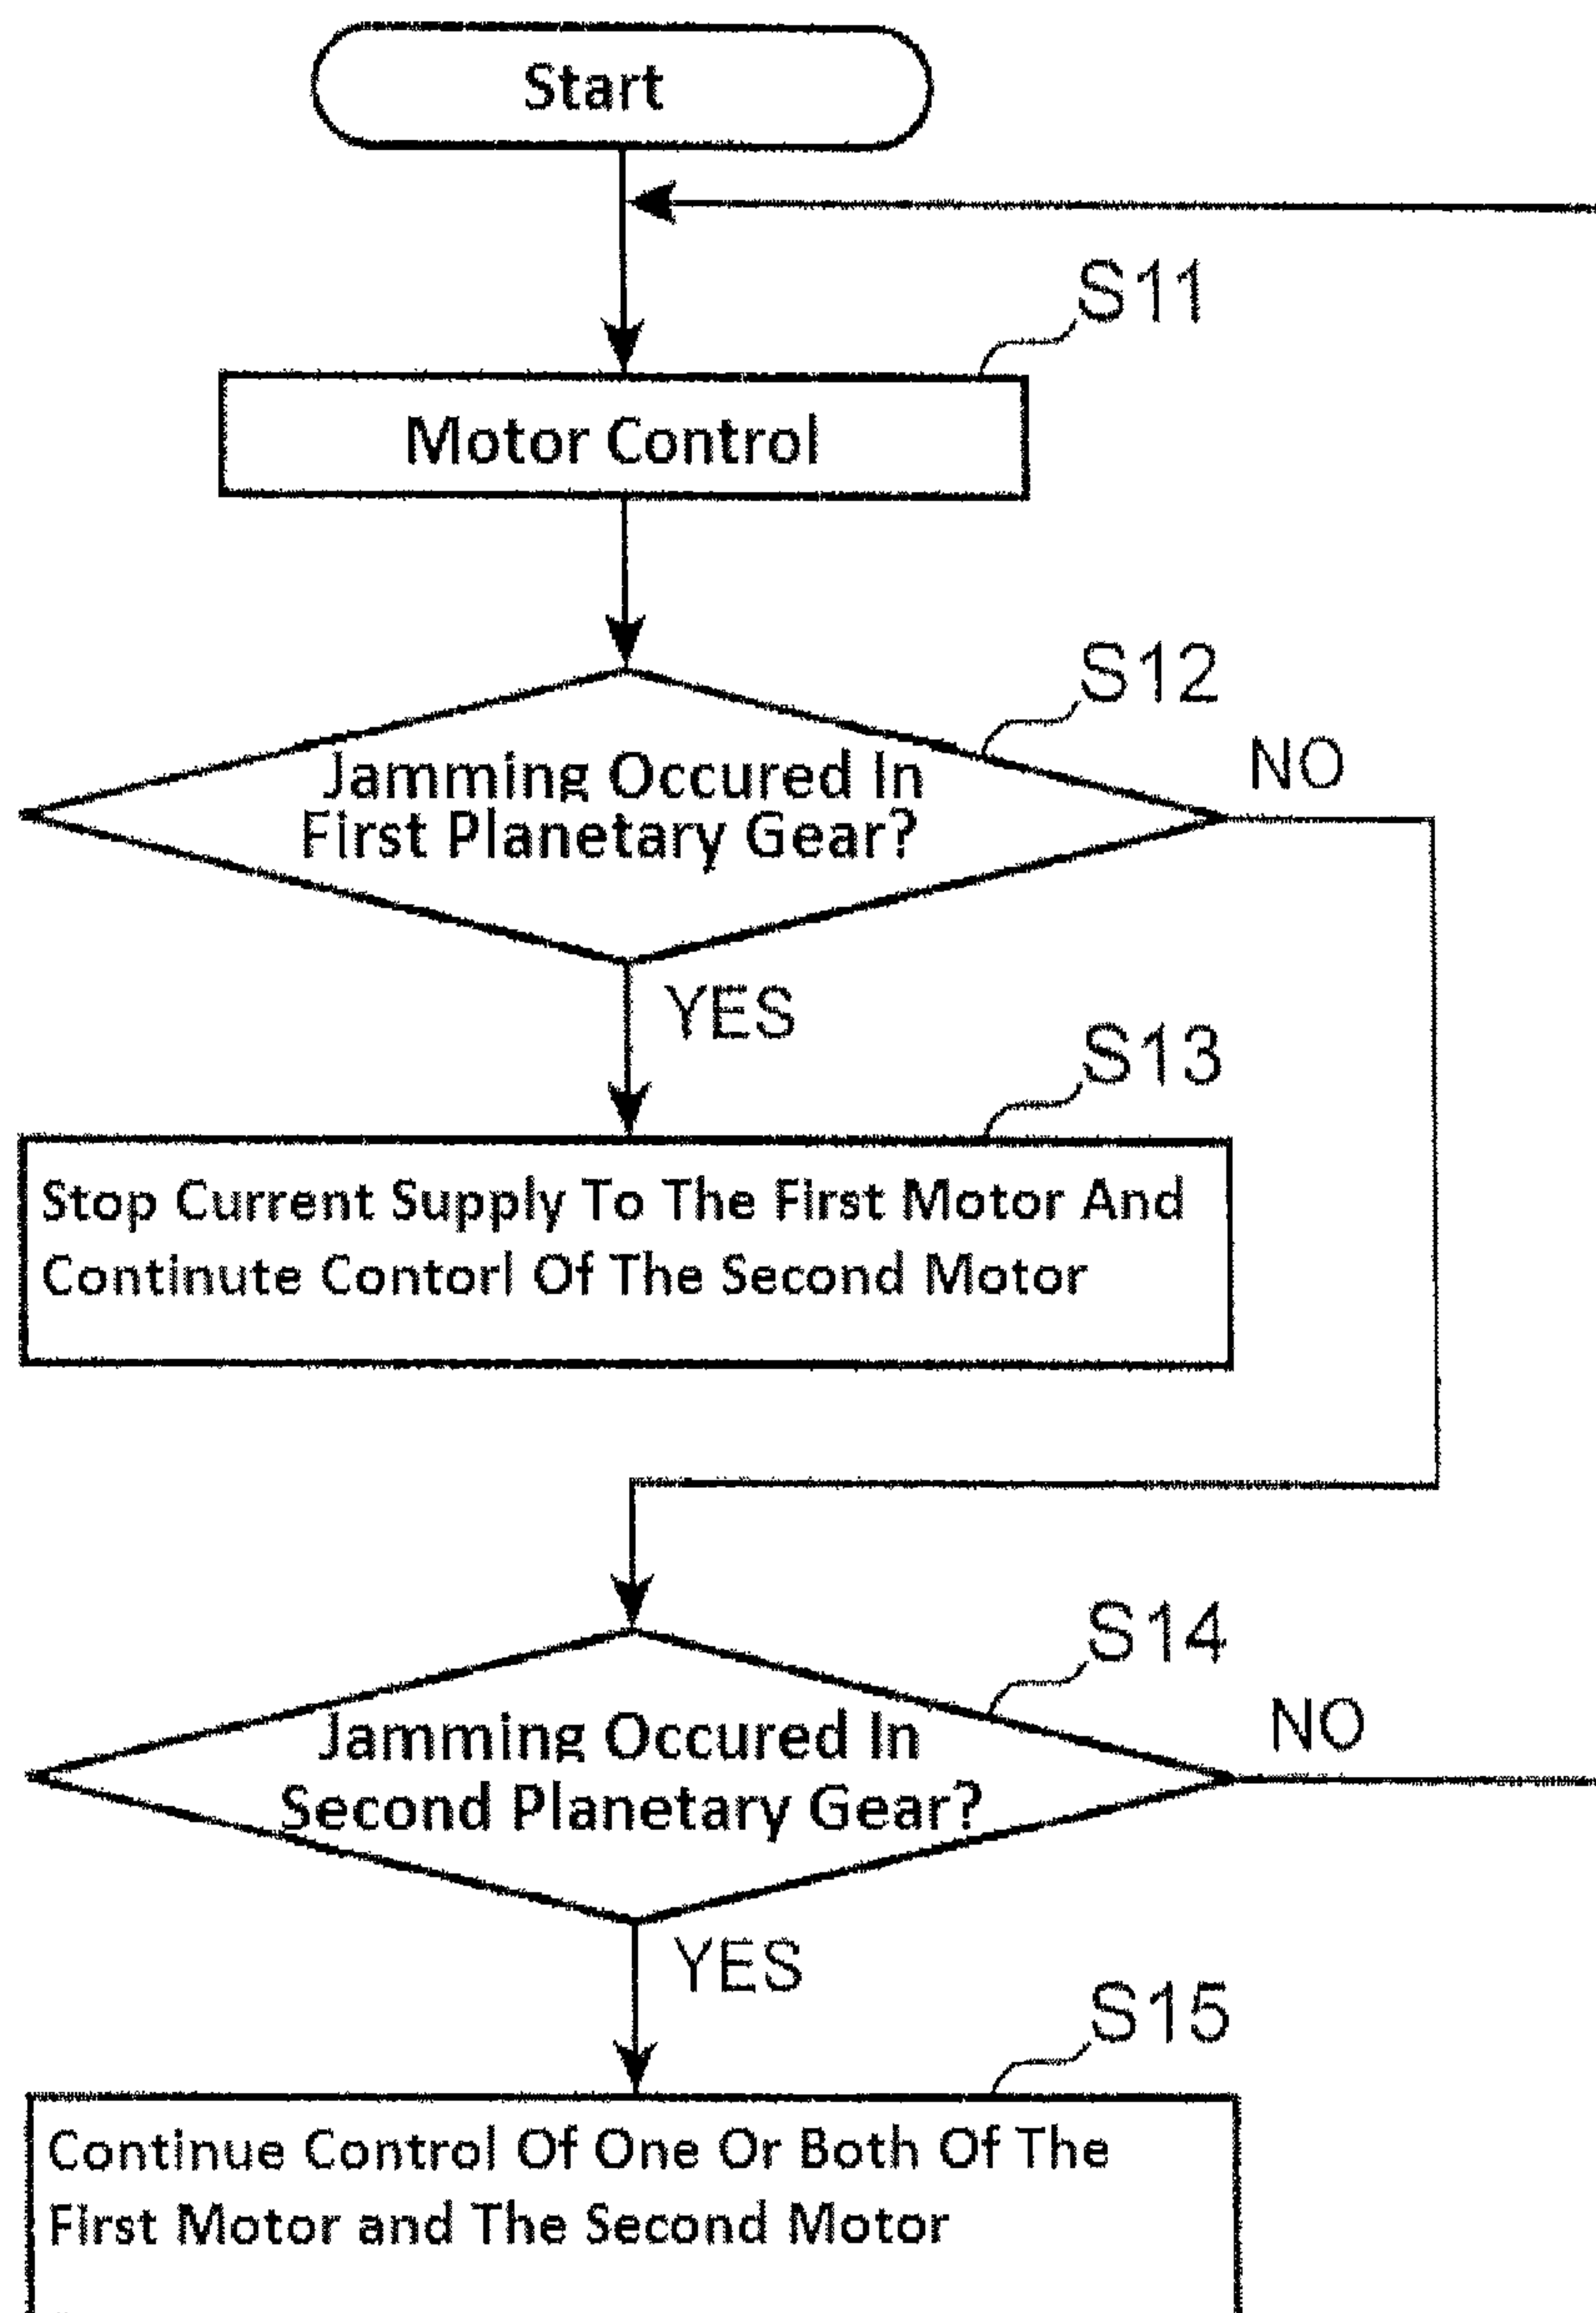 Start
S11
Motor Control
S12
Jamming Occured In
First Planetary Gear?
NO
YES
S13
Stop Current Supply To The First Motor And
Continute Contorl Of The Second Motor
S14
Jamming Occured In
Second Planetary Gear?
NO
YES
S15
Continue Control Of One Or Both Of The
First Motor and The Second Motor